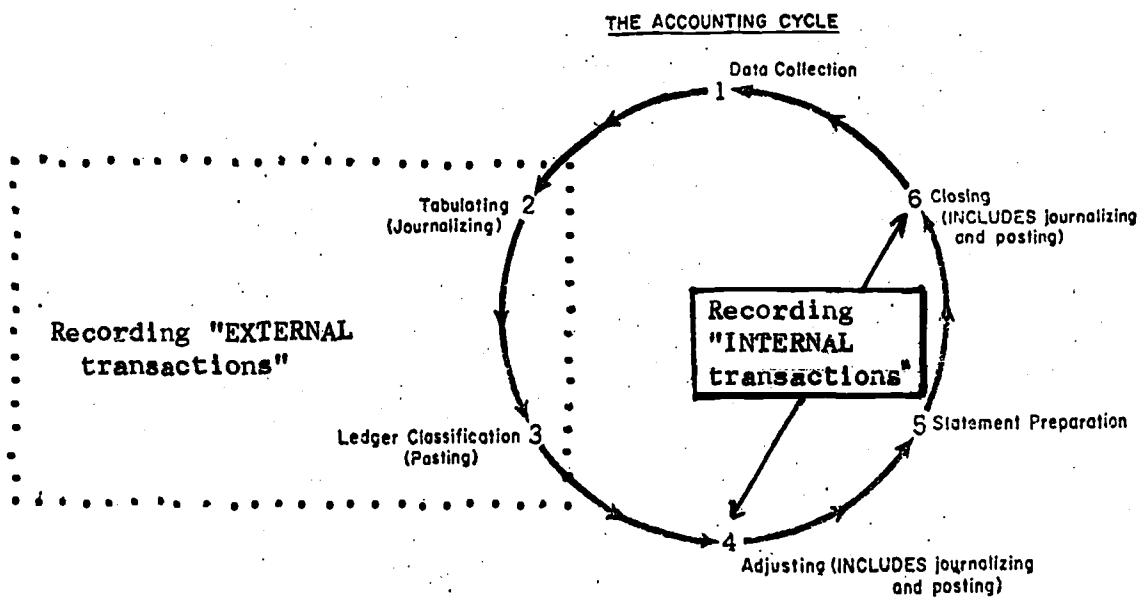 THE ACCOUNTING CYCLE
1 Data Collection
Tabulating 2
(Journalizing)
Recording "EXTERNAL
transactions"
Ledger Classification 3
(Posting)
4
Adjusting (INCLUDES journalizing
and posting)
5 Statement Preparation
6 Closing
(INCLUDES journalizing
and posting)
Recording
"INTERNAL
transactions"